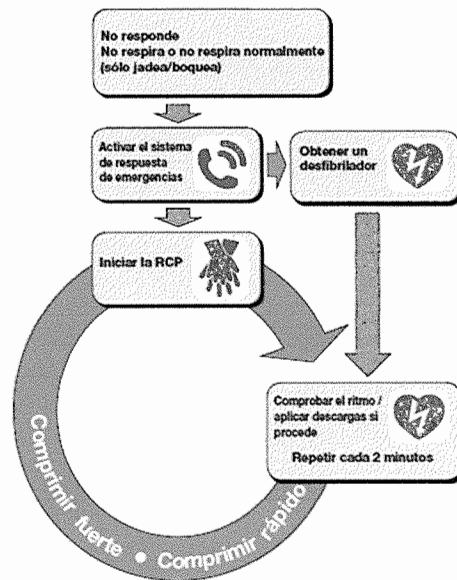 No responde
No respira o no respira normalmente
(sólo jadea/boquea)
Activar el sistema
de respuesta
de emergencias
Obtener un
desfibrilador
Iniciar la RCP
Comprobar el ritmo /
aplicar descargas si
procede
Repetir cada 2 minutos
Comprimir fuerte • Comprimir rápido